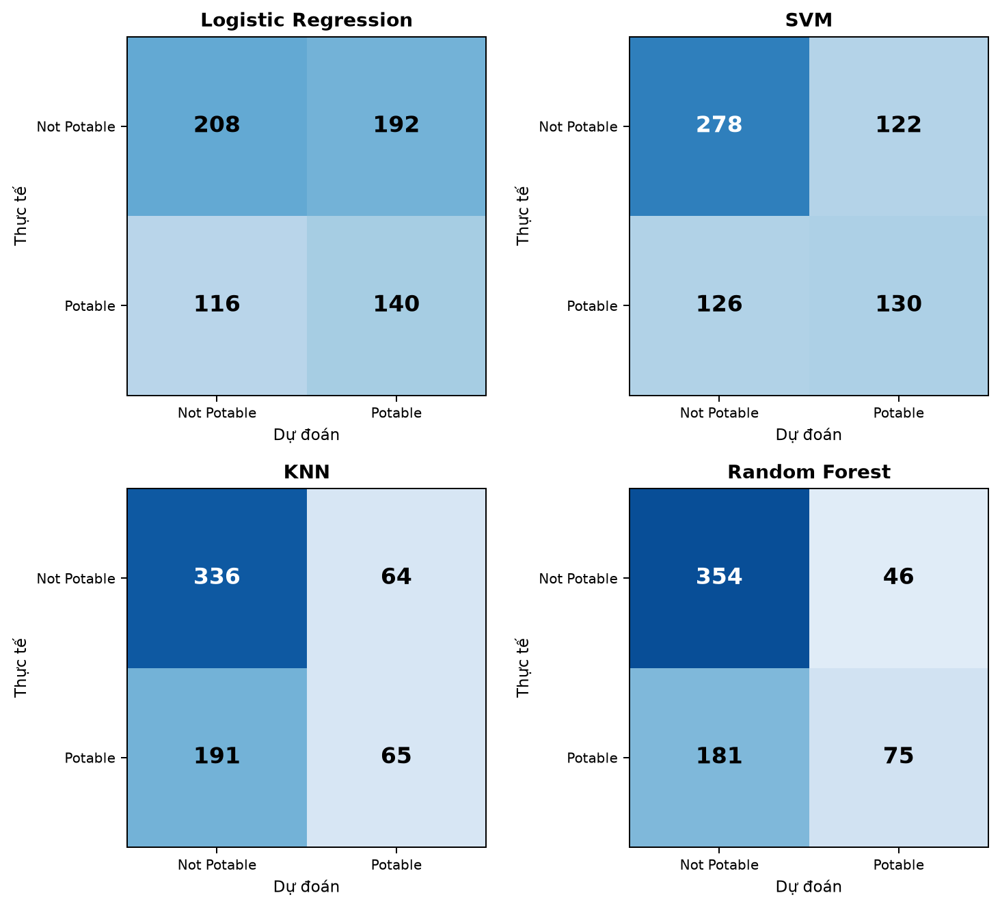 Logistic Regression
Thực tế
Not Potable
208
192
Potable
116
140
Not Potable
Potable
Dự đoán
SVM
Thực tế
Not Potable
278
122
Potable
126
130
Not Potable
Potable
Dự đoán
KNN
Thực tế
Not Potable
336
64
Potable
191
65
Not Potable
Potable
Dự đoán
Random Forest
Thực tế
Not Potable
354
46
Potable
181
75
Not Potable
Potable
Dự đoán